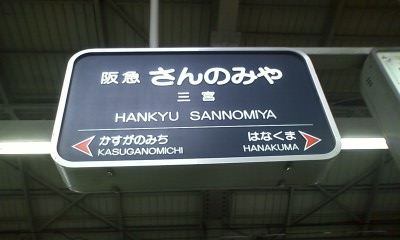 阪急 さんのみや
三宮
HANKYU SANNOMIYA
かすがのみち はなくま
KASUGANOMICHI HANAKUMA